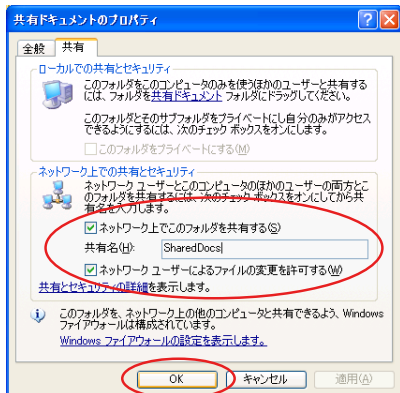 共有ドキュメントのプロパティ
全般 共有
ローカルでの共有とセキュリティ
このフォルダをこのコンピュータのみを使うほかのユーザーと共有する
には、フォルダを共有ドキュメント フォルダにドラッグしてください。
このフォルダとそのサブフォルダをプライベートにし自分のみがアクセス
できるようにするには、次のチェック ボックスをオンにします。
このフォルダをプライベートにする(M)
ネットワーク上での共有とセキュリティ
ネットワーク ユーザーとこのコンピュータのほかのユーザーの両方とこ
のフォルダを共有するには、次のチェック ボックスをオンにしてから共
有名を入力します。
ネットワーク上でこのフォルダを共有する(S)
共有名(H): SharedDocs
ネットワーク ユーザーによるファイルの変更を許可する(W)
共有とセキュリティの詳細を表示します。
このフォルダを、ネットワーク上の他のコンピュータと共有できるよう、Windows
ファイアウォールは構成されています。
Windows ファイアウォールの設定を表示します。
OK キャンセル 適用(A)